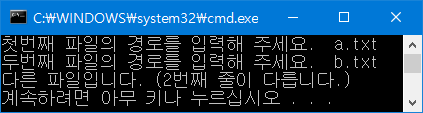 C:₩WINDOWS₩system32₩cmd.exe
첫번째 파일의 경로를 입력해 주세요. a.txt
두번째 파일의 경로를 입력해 주세요. b.txt
다른 파일입니다. (2번째 줄이 다릅니다.)
계속하려면 아무 키나 누르십시오 . . .